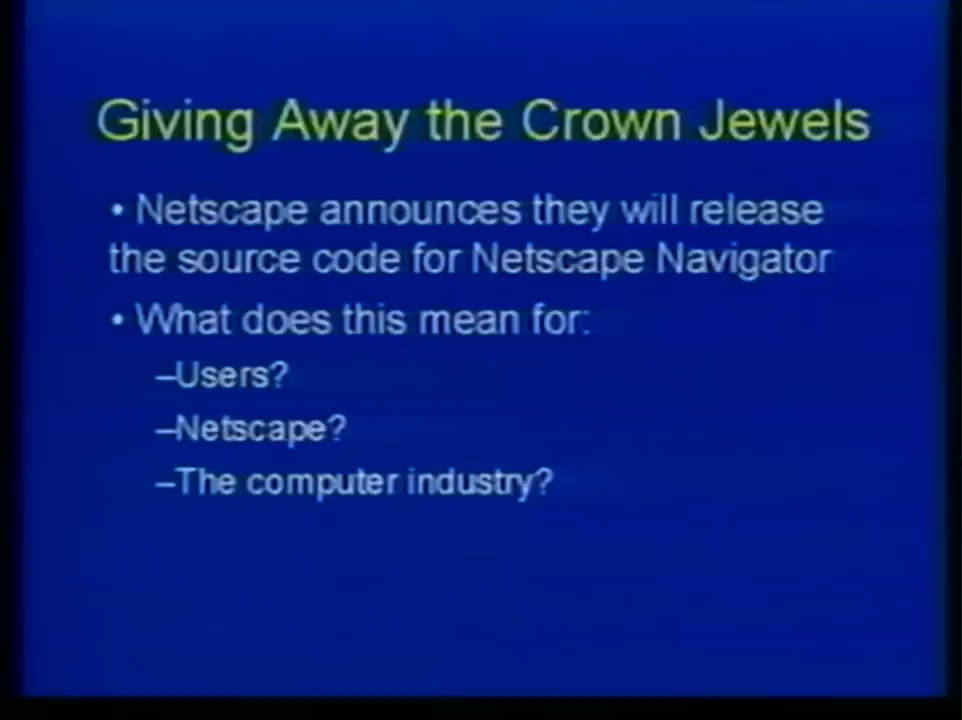 Giving Away the Crown Jewels
• Netscape announces they will release
the source code for Netscape Navigator
• What does this mean for:
–Users?
–Netscape?
–The computer industry?